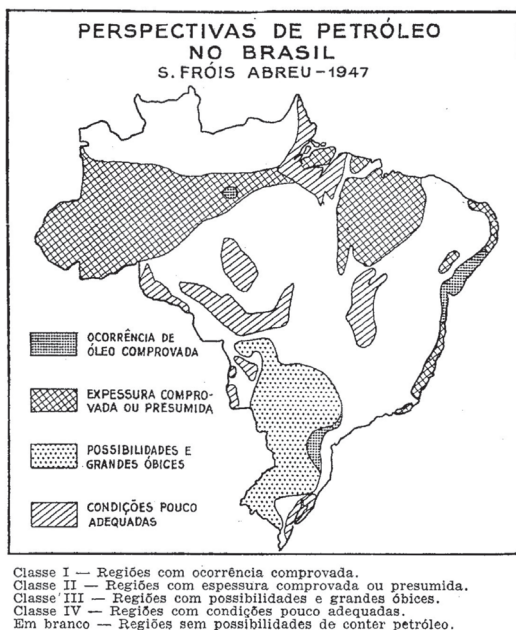 PERSPECTIVAS DE PETRÓLEO
NO BRASIL
S. FRÓIS ABREU – 1947
OCORRÊNCIA DE
ÓLEO COMPROVADA
EXPESSURA COMPRO-
VADA OU PRESUMIDA
POSSIBILIDADES E
GRANDES ÓBICES
CONDIÇÕES POUCO
ADEQUADAS
Classe I — Regiões com ocorrência comprovada.
Classe II — Regiões com espessura comprovada ou presumida.
Classe III — Regiões com possibilidades e grandes óbices.
Classe IV — Regiões com condições pouco adequadas.
Em branco — Regiões sem possibilidades de conter petróleo.